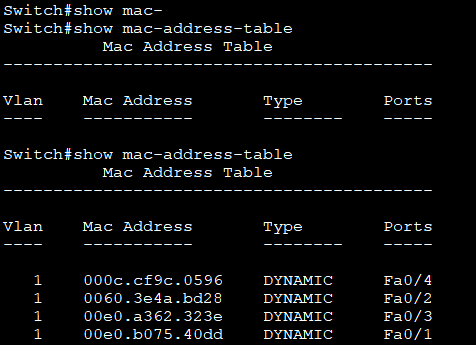 Switch#show mac-
Switch#show mac-address-table
          Mac Address Table
-------------------------------------------

Vlan    Mac Address       Type        Ports
----    -----------       --------    -----

Switch#show mac-address-table
          Mac Address Table
-------------------------------------------

Vlan    Mac Address       Type        Ports
----    -----------       --------    -----

   1    000c.cf9c.0596    DYNAMIC     Fa0/4
   1    0060.3e4a.bd28    DYNAMIC     Fa0/2
   1    00e0.a362.323e    DYNAMIC     Fa0/3
   1    00e0.b075.40dd    DYNAMIC     Fa0/1